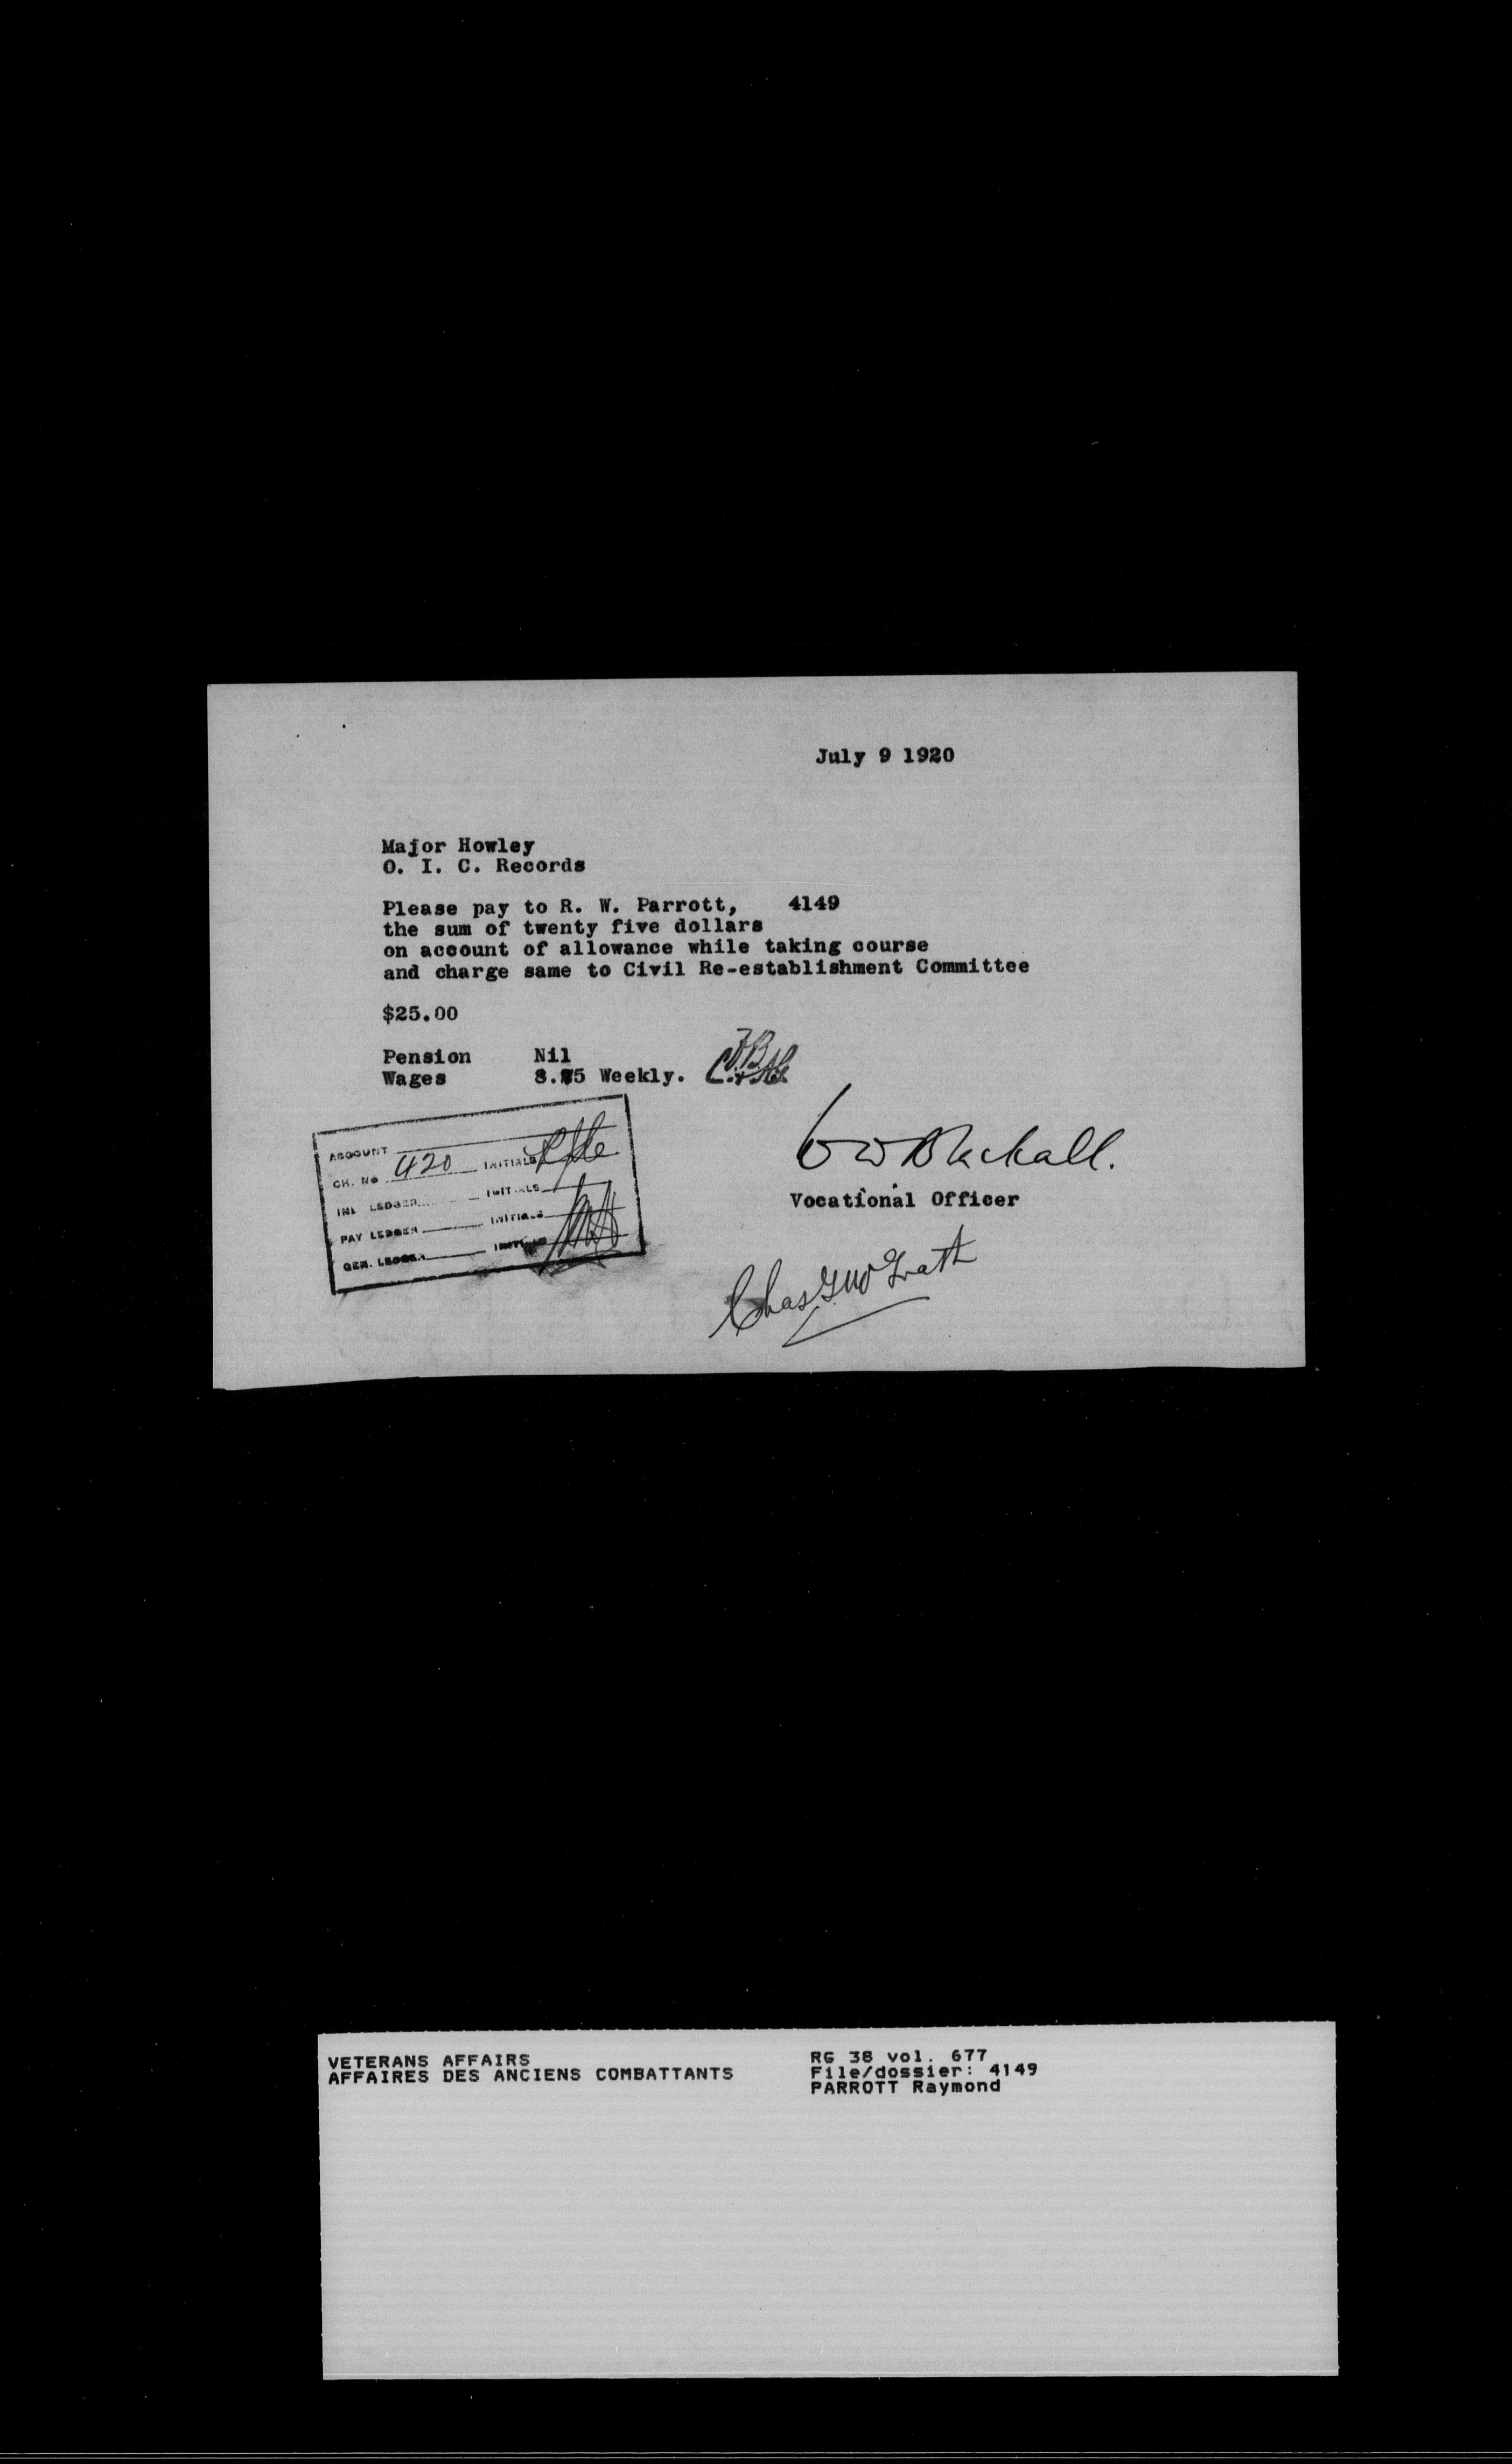 July 9 1920
Major Howley
O. I. C. Records
Please pay to R. W. Parrott, 4149
the sum of twenty five dollars
on account of allowance while taking course
and charge same to Civil Re-establishment Committee
$25.00
Pension Nil
Wages Weekly.
ACCOUNT
CH. No 420 INITIALS
LEDGER INITIALS
PAY LEDGER INITIALS
GEN. LEDGER INITIALS
Blackall.
Vocational Officer
Chas
VETERANS AFFAIRS
AFFAIRES DES ANCIENS COMBATTANTS
RG 38 vol. 677
File/dossier: 4149
PARROTT Raymond